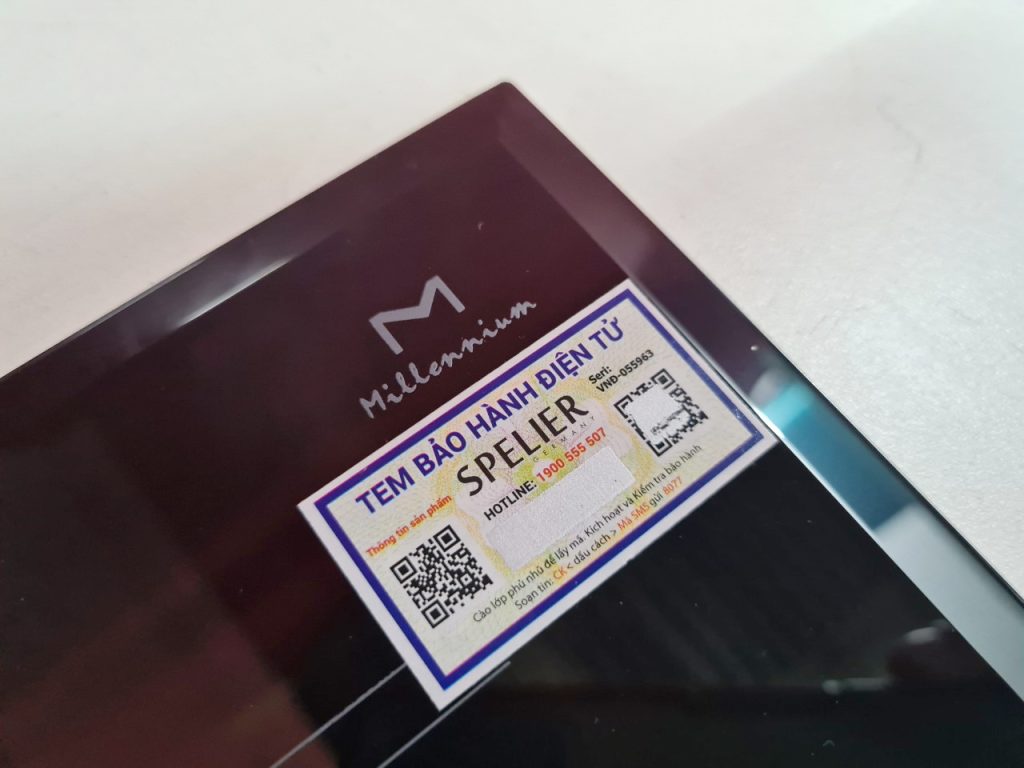 M
Millennium
TEM BẢO HÀNH ĐIỆN TỬ
SPELIER
GERMANY
Seri:
VNĐ-055963
HOTLINE: 1900 555 507
Thông tin sản phẩm
Cào lớp phủ nhũ để lấy mã. Kích hoạt và Kiểm tra bảo hành
Soạn tin: CK < dấu cách > Mã SMS gửi 8077